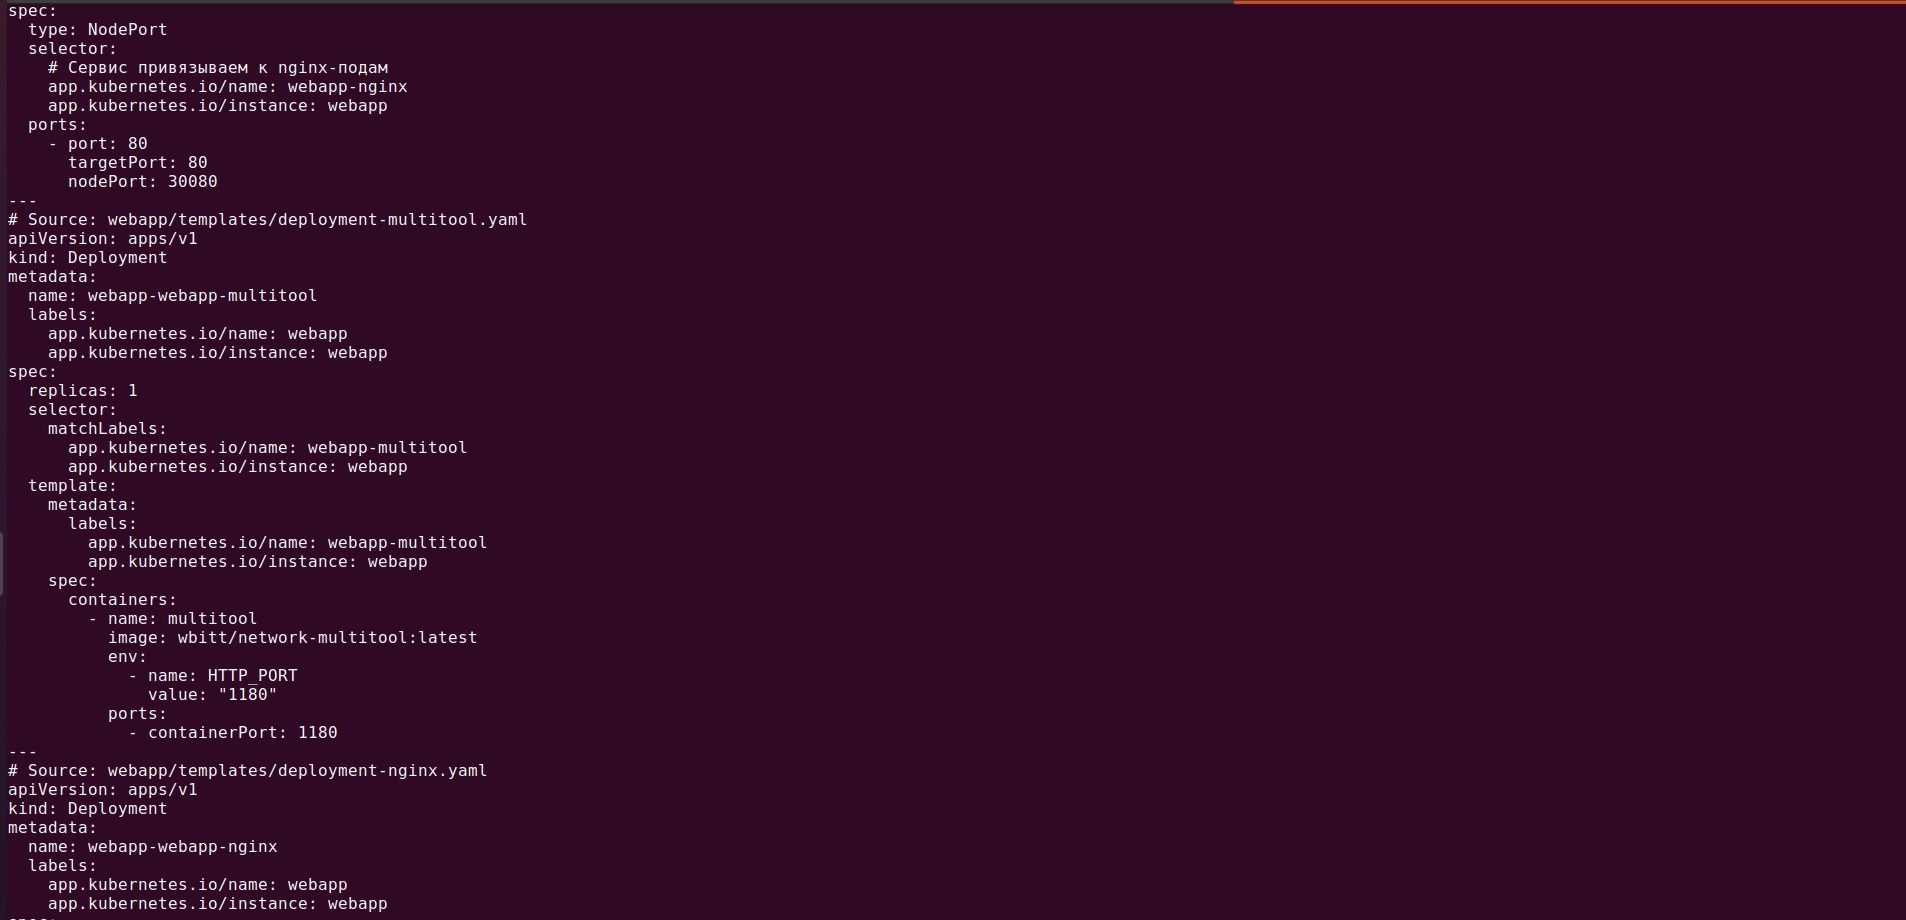 spec:
  type: NodePort
  selector:
    # Сервис привязываем к nginx-подам
    app.kubernetes.io/name: webapp-nginx
    app.kubernetes.io/instance: webapp
  ports:
    - port: 80
      targetPort: 80
      nodePort: 30080
---
# Source: webapp/templates/deployment-multitool.yaml
apiVersion: apps/v1
kind: Deployment
metadata:
  name: webapp-webapp-multitool
  labels:
    app.kubernetes.io/name: webapp
    app.kubernetes.io/instance: webapp
spec:
  replicas: 1
  selector:
    matchLabels:
      app.kubernetes.io/name: webapp-multitool
      app.kubernetes.io/instance: webapp
  template:
    metadata:
      labels:
        app.kubernetes.io/name: webapp-multitool
        app.kubernetes.io/instance: webapp
    spec:
      containers:
        - name: multitool
          image: wbitt/network-multitool:latest
          env:
            - name: HTTP_PORT
              value: "1180"
          ports:
            - containerPort: 1180
---
# Source: webapp/templates/deployment-nginx.yaml
apiVersion: apps/v1
kind: Deployment
metadata:
  name: webapp-webapp-nginx
  labels:
    app.kubernetes.io/name: webapp
    app.kubernetes.io/instance: webapp